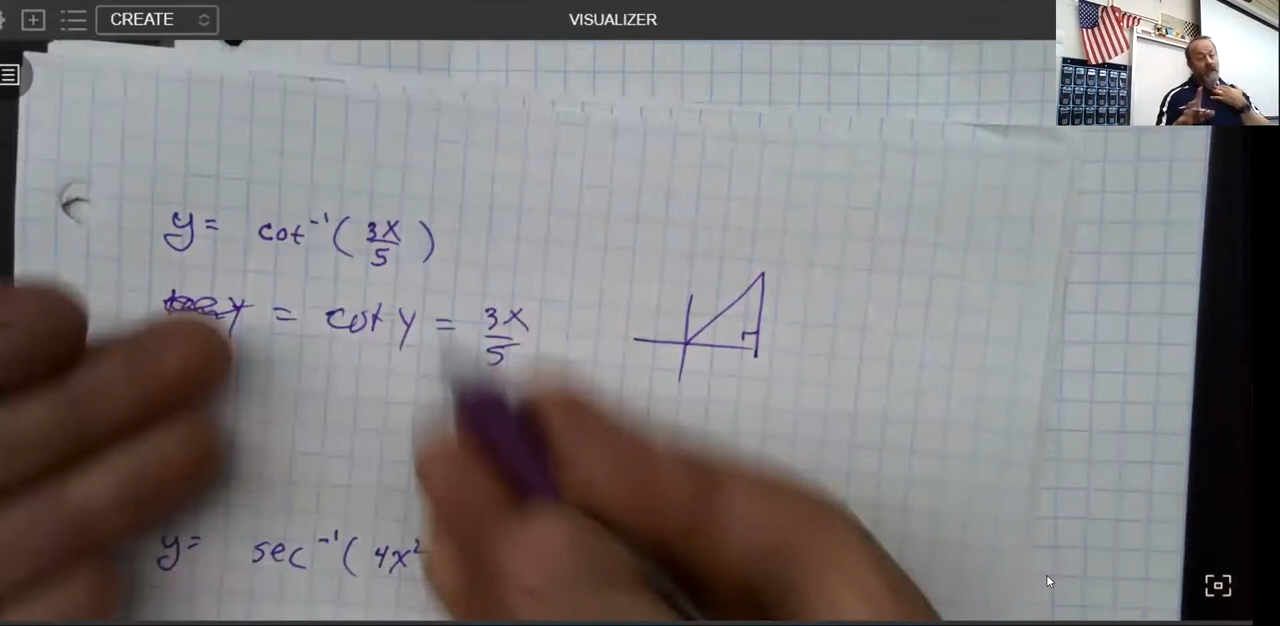 CREATE
VISUALIZER
y = cot⁻¹ ( 3x/5 )
y = cot y = 3x/5
y = sec⁻¹ ( 4x²